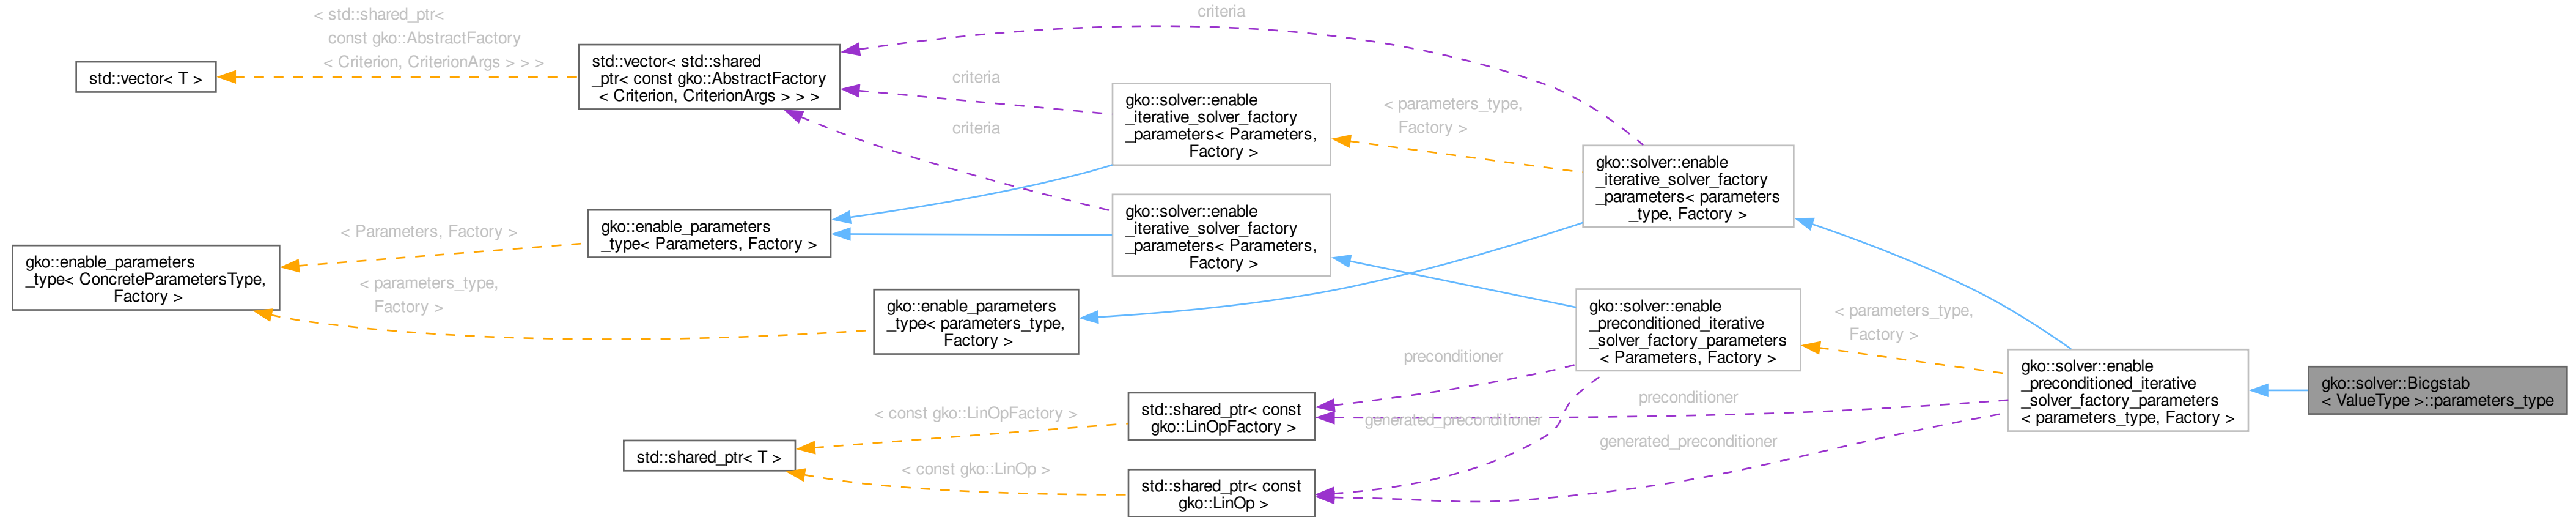 < std::shared_ptr<
const gko::AbstractFactory
< Criterion, CriterionArgs > > >
std::vector< T >
std::vector< std::shared
_ptr< const gko::AbstractFactory
< Criterion, CriterionArgs > > >
criteria
criteria
criteria
gko::solver::enable
_iterative_solver_factory
_parameters< Parameters,
Factory >
< parameters_type,
Factory >
gko::solver::enable
_iterative_solver_factory
_parameters< parameters
_type, Factory >
gko::solver::enable
_iterative_solver_factory
_parameters< Parameters,
Factory >
gko::enable_parameters
_type< Parameters, Factory >
< Parameters, Factory >
gko::enable_parameters
_type< ConcreteParametersType,
Factory >
< parameters_type,
Factory >
gko::enable_parameters
_type< parameters_type,
Factory >
gko::solver::enable
_preconditioned_iterative
_solver_factory_parameters
< Parameters, Factory >
< parameters_type,
Factory >
gko::solver::enable
_preconditioned_iterative
_solver_factory_parameters
< parameters_type, Factory >
gko::solver::Bicgstab
< ValueType >::parameters_type
preconditioner
preconditioner
generated_preconditioner
generated_preconditioner
std::shared_ptr< const
gko::LinOpFactory >
< const gko::LinOpFactory >
std::shared_ptr< T >
< const gko::LinOp >
std::shared_ptr< const
gko::LinOp >